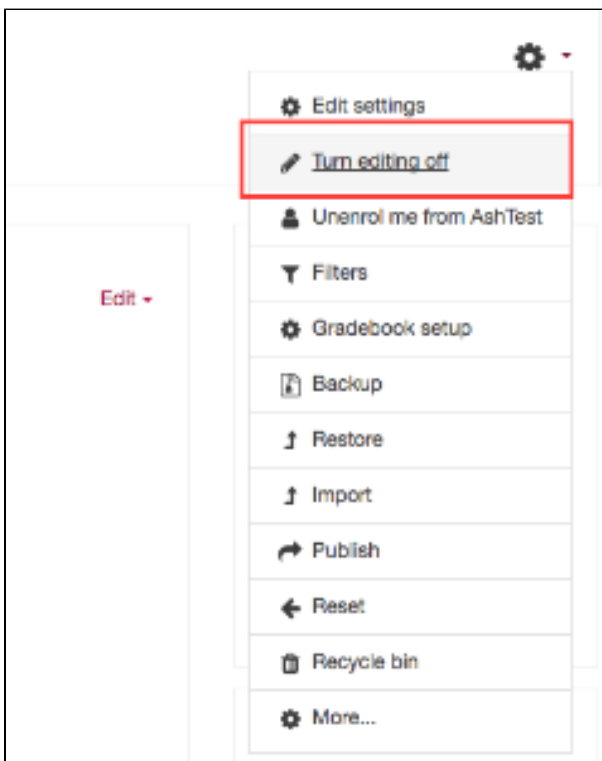 Edit settings
Turn editing off
Unenrol me from AshTest
Filters
Edit
Gradebook setup
Backup
Restore
Import
Publish
Reset
Recycle bin
More...